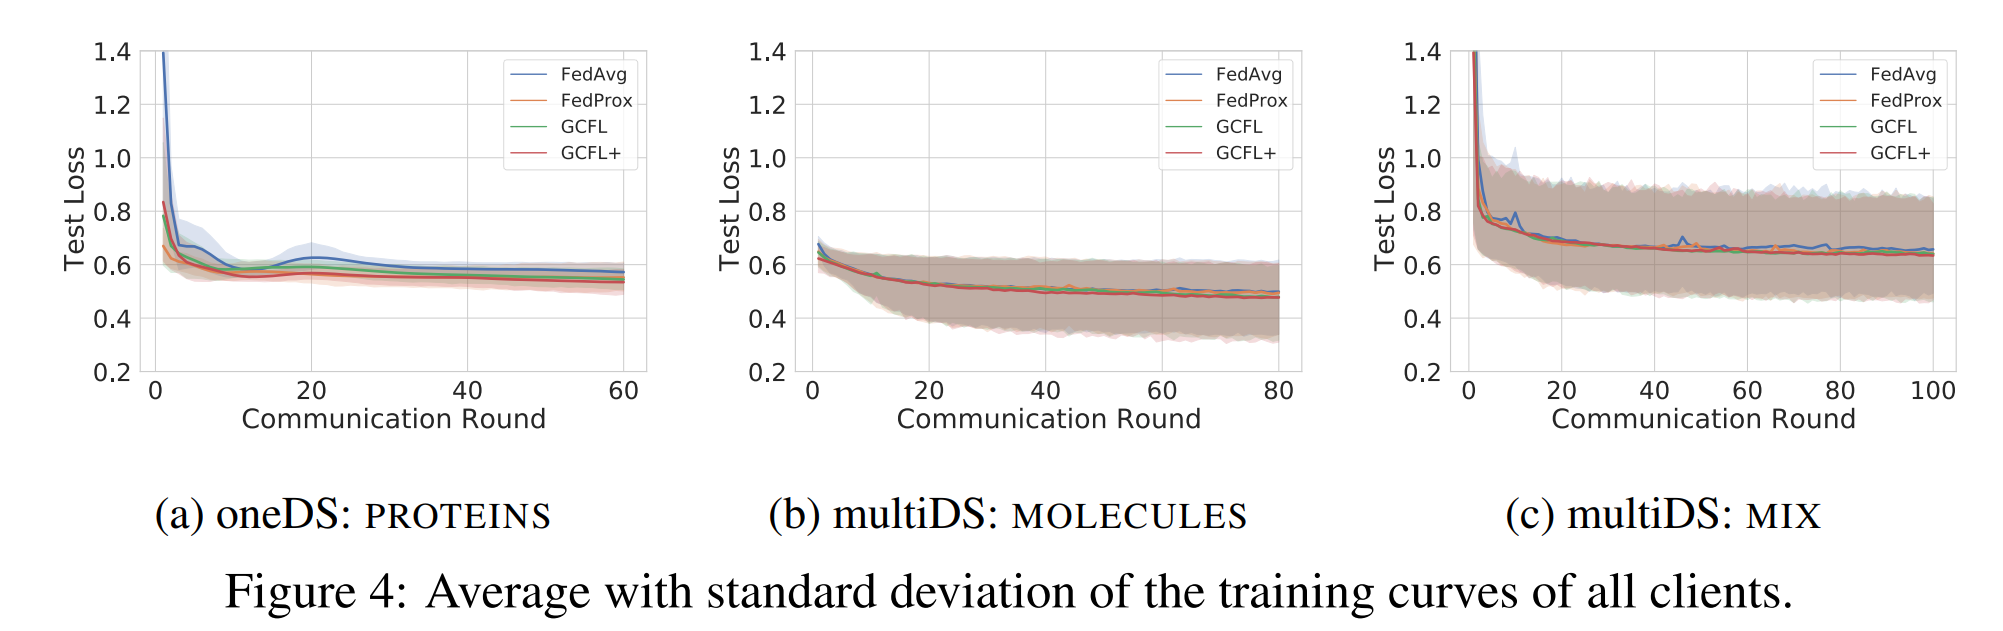 1.4
1.2
1.0
0.8
0.6
0.4
0.2
Test Loss
0 20 40 60
Communication Round
FedAvg
FedProx
GCFL
GCFL+
(a) oneDS: PROTEINS
1.4
1.2
1.0
0.8
0.6
0.4
0.2
Test Loss
0 20 40 60 80
Communication Round
FedAvg
FedProx
GCFL
GCFL+
(b) multiDS: MOLECULES
1.4
1.2
1.0
0.8
0.6
0.4
0.2
Test Loss
0 20 40 60 80 100
Communication Round
FedAvg
FedProx
GCFL
GCFL+
(c) multiDS: MIX
Figure 4: Average with standard deviation of the training curves of all clients.